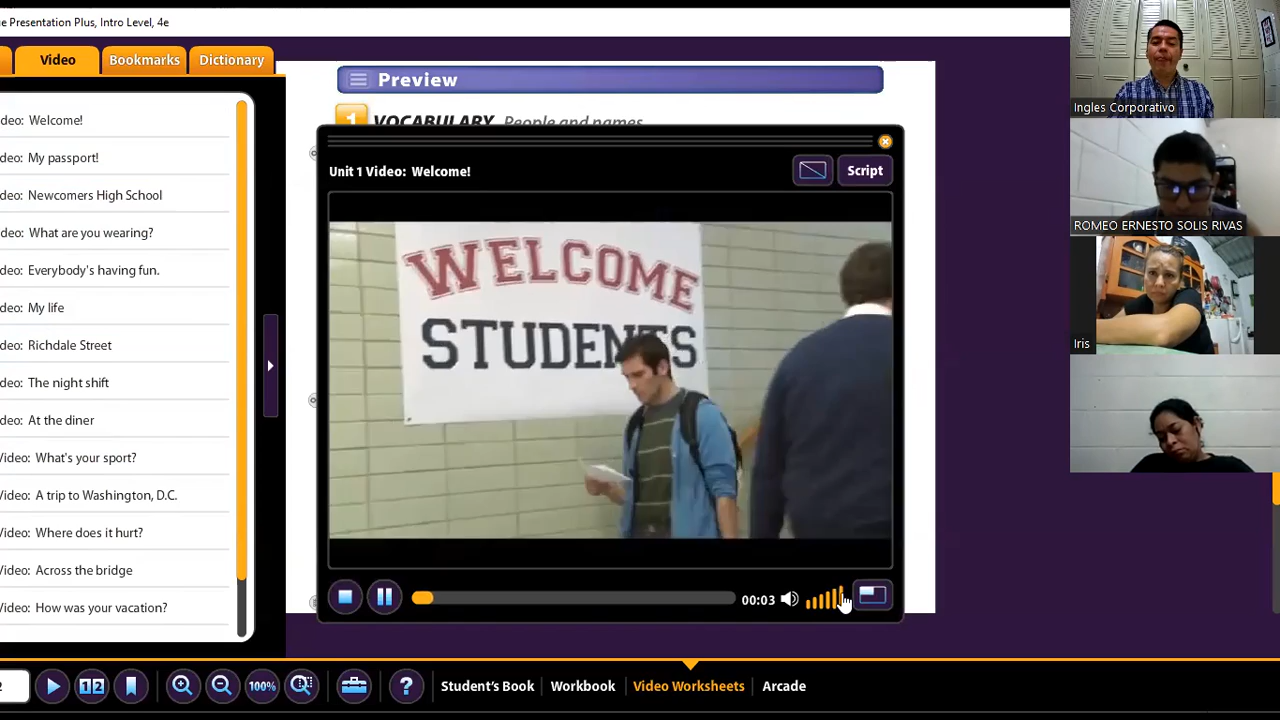 e Presentation Plus, Intro Level, 4e
Video
Bookmarks
Dictionary
deo: Welcome!
deo: My passport!
deo: Newcomers High School
deo: What are you wearing?
deo: Everybody's having fun.
deo: My life
deo: Richdale Street
deo: The night shift
deo: At the diner
Video: What's your sport?
Video: A trip to Washington, D.C.
Video: Where does it hurt?
Video: Across the bridge
Video: How was your vacation?
Preview
1 VOCABULARY People and names
Unit 1 Video: Welcome!
Script
WELCOME
STUDENTS
00:03
Ingles Corporativo
ROMEO ERNESTO SOLIS RIVAS
Iris
2
12
100%
?
Student's Book
Workbook
Video Worksheets
Arcade